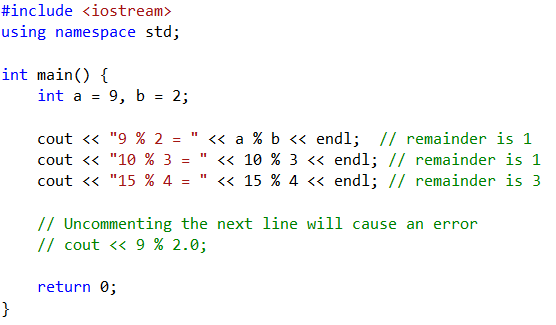 #include <iostream>
using namespace std;

int main() {
    int a = 9, b = 2;

    cout << "9 % 2 = " << a % b << endl;  // remainder is 1
    cout << "10 % 3 = " << 10 % 3 << endl; // remainder is 1
    cout << "15 % 4 = " << 15 % 4 << endl; // remainder is 3

    // Uncommenting the next line will cause an error
    // cout << 9 % 2.0;

    return 0;
}